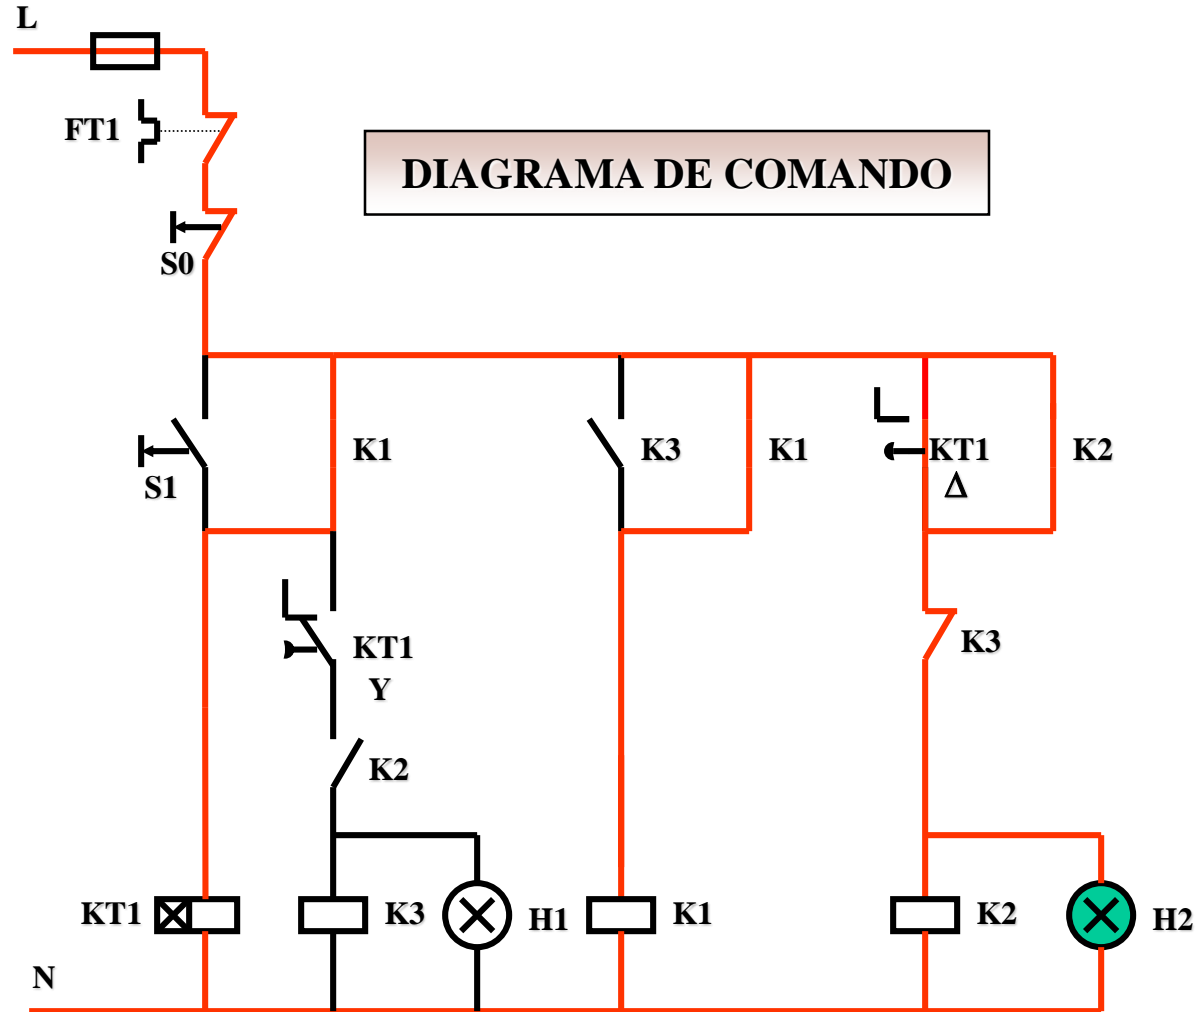 L
FT1
DIAGRAMA DE COMANDO
S0
S1
K1
K3
K1
KT1
Δ
K2
KT1
Y
K3
K2
KT1
K3
H1
K1
K2
H2
N